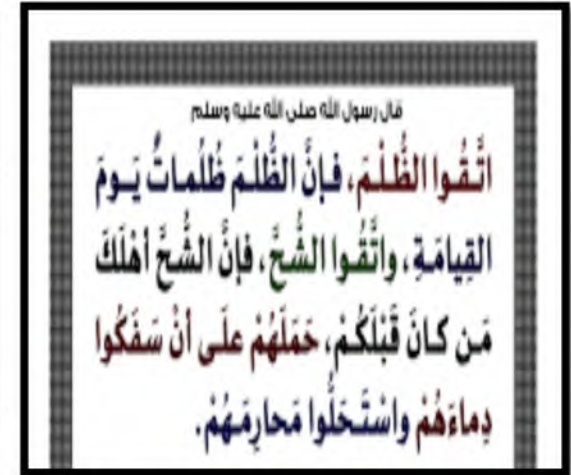 قال رسول الله صلى الله عليه وسلم
اتَّقُوا الظُّلْمَ، فإنَّ الظُّلْمَ ظُلُماتٌ يَومَ
القِيامَةِ، واتَّقُوا الشُّحَّ، فإنَّ الشُّحَّ أهْلَكَ
مَن كانَ قَبْلَكُمْ، حَمَلَهُمْ علَى أنْ سَفَكُوا
دِماءَهُمْ واسْتَحَلُّوا مَحارِمَهُمْ.